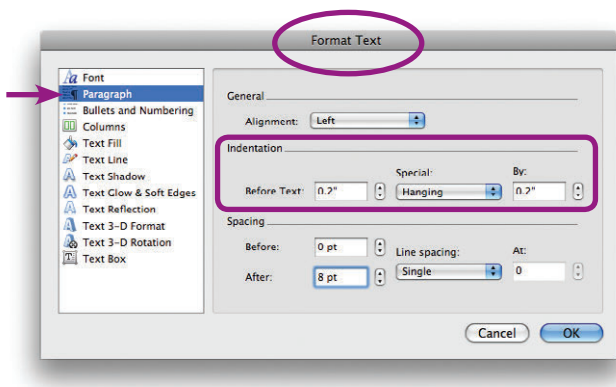 Format Text
Font
Paragraph
Bullets and Numbering
Columns
Text Fill
Text Line
Text Shadow
Text Glow & Soft Edges
Text Reflection
Text 3-D Format
Text 3-D Rotation
Text Box
General
Alignment: Left
Indentation
Special: By:
Before Text: 0.2" Hanging 0.2"
Spacing
Before: 0 pt Line spacing: At:
After: 8 pt Single 0
Cancel OK